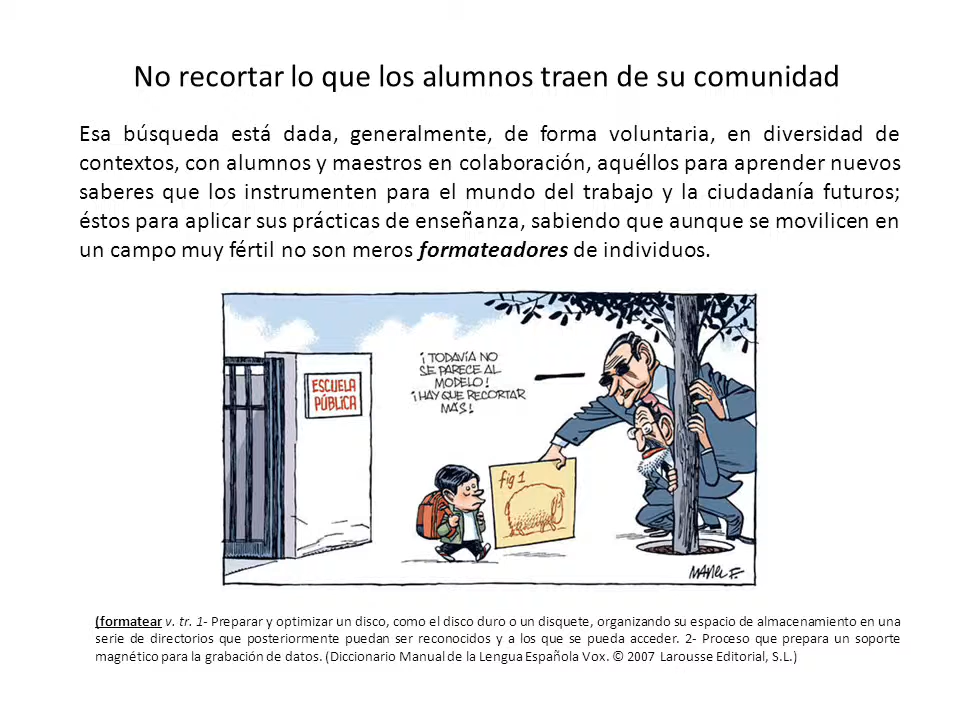 No recortar lo que los alumnos traen de su comunidad
Esa búsqueda está dada, generalmente, de forma voluntaria, en diversidad de
contextos, con alumnos y maestros en colaboración, aquéllos para aprender nuevos
saberes que los instrumenten para el mundo del trabajo y la ciudadanía futuros;
éstos para aplicar sus prácticas de enseñanza, sabiendo que aunque se movilicen en
un campo muy fértil no son meros formateadores de individuos.
¡TODAVÍA NO
SE PARECE AL
MODELO!
¡HAY QUE RECORTAR
MÁS!
ESCUELA
PÚBLICA
fig 1
MANEL F.
(formatear v. tr. 1- Preparar y optimizar un disco, como el disco duro o un disquete, organizando su espacio de almacenamiento en una
serie de directorios que posteriormente puedan ser reconocidos y a los que se pueda acceder. 2- Proceso que prepara un soporte
magnético para la grabación de datos. (Diccionario Manual de la Lengua Española Vox. © 2007 Larousse Editorial, S.L.)